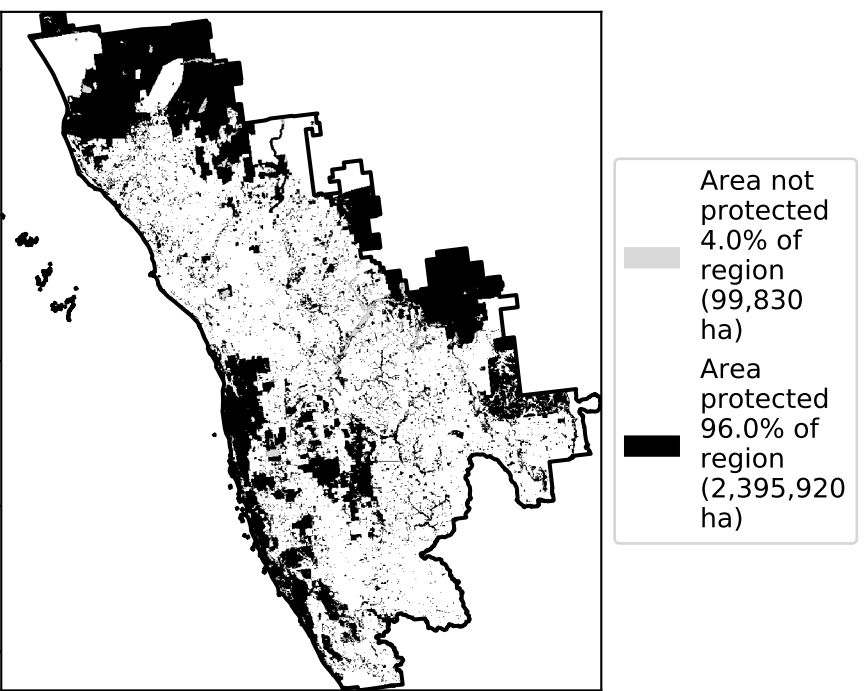 Area not
protected
4.0% of
region
(99,830
ha)
Area
protected
96.0% of
region
(2,395,920
ha)